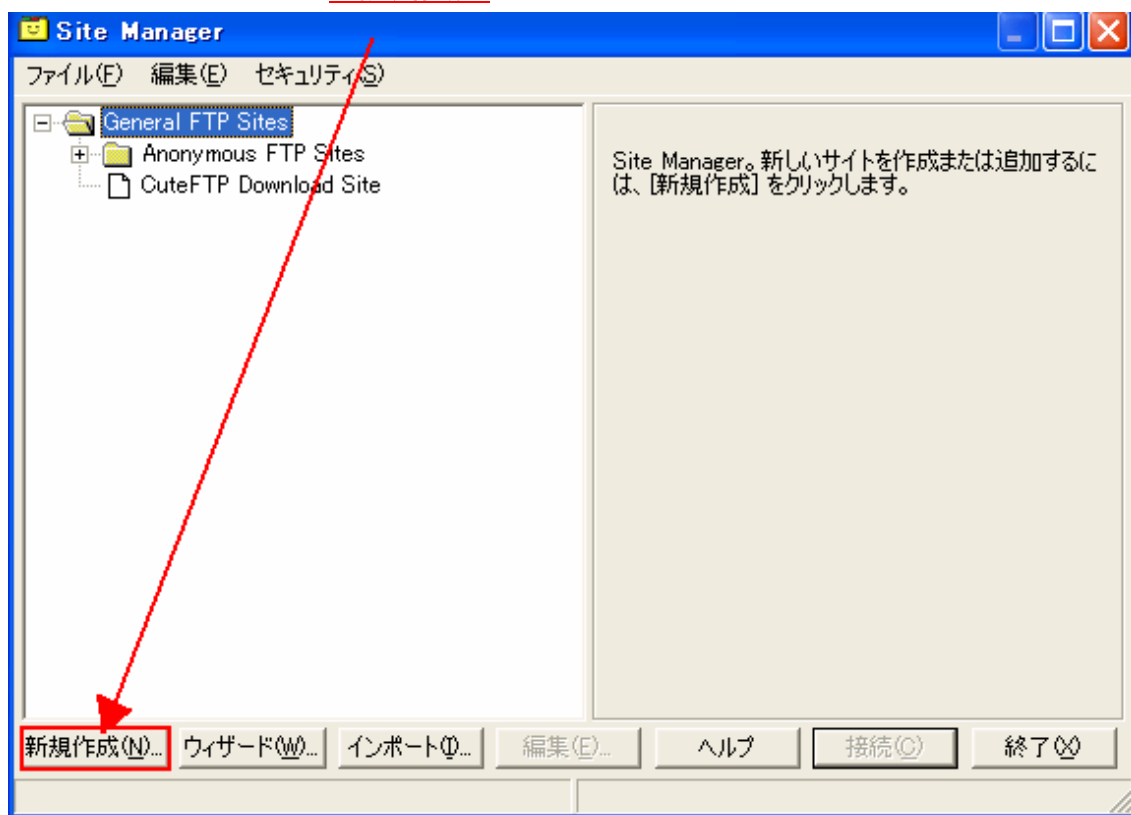 Site Manager
ファイル(F) 編集(E) セキュリティ(S)
General FTP Sites
Anonymous FTP Sites
CuteFTP Download Site
Site Manager。新しいサイトを作成または追加するに
は、[新規作成] をクリックします。
新規作成(N)... ウィザード(W)... インポート(I)... 編集(E)... ヘルプ 接続(C) 終了(X)